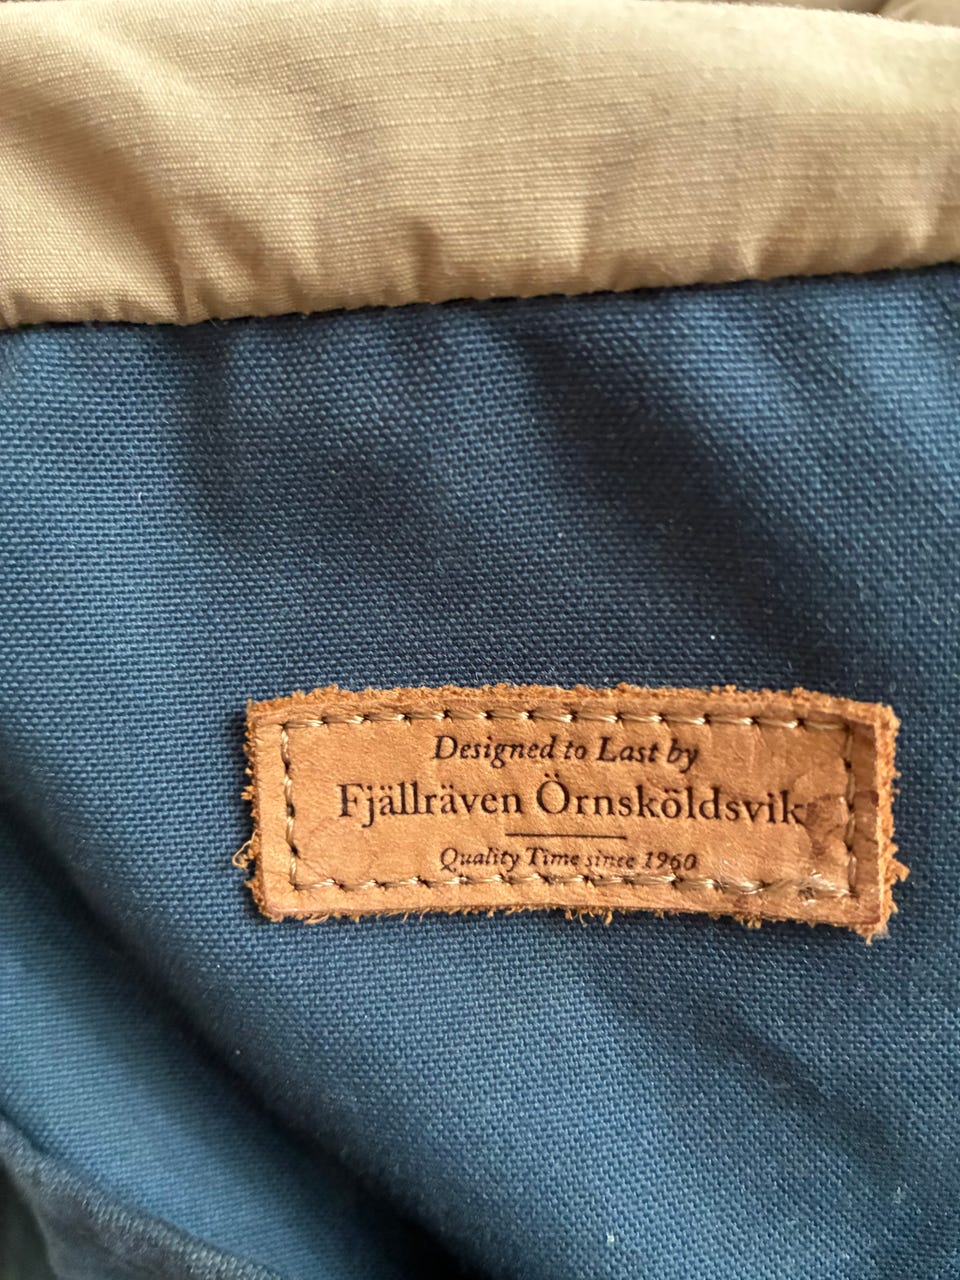 Designed to Last by
Fjällräven Örnsköldsvik
Quality Time since 1960